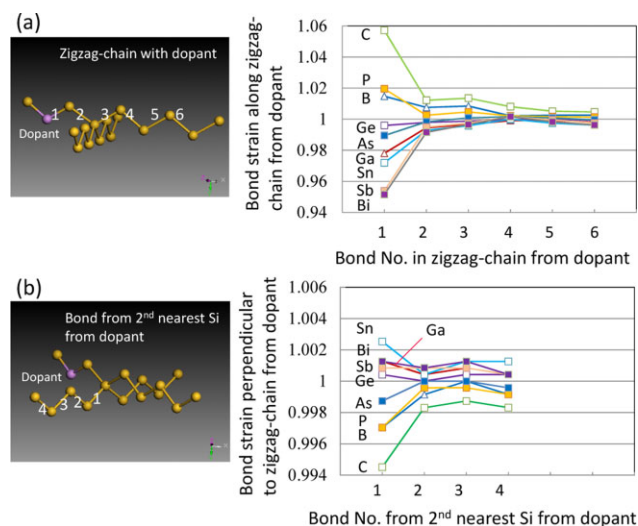 (a)
Zigzag-chain with dopant
1 2 3 4 5 6
Dopant
Bond strain along zigzag-
chain from dopant
1.06
1.04
1.02
1
0.98
0.96
0.94
C
P
B
Ge
As
Ga
Sn
Sb
Bi
1 2 3 4 5 6
Bond No. in zigzag-chain from dopant
(b)
Bond from 2nd nearest Si
from dopant
Dopant
4 3 2 1
Bond strain perpendicular
to zigzag-chain from dopant
1.006
1.004
1.002
1
0.998
0.996
0.994
Sn
Bi
Ga
Sb
Ge
As
P
B
C
1 2 3 4
Bond No. from 2nd nearest Si from dopant